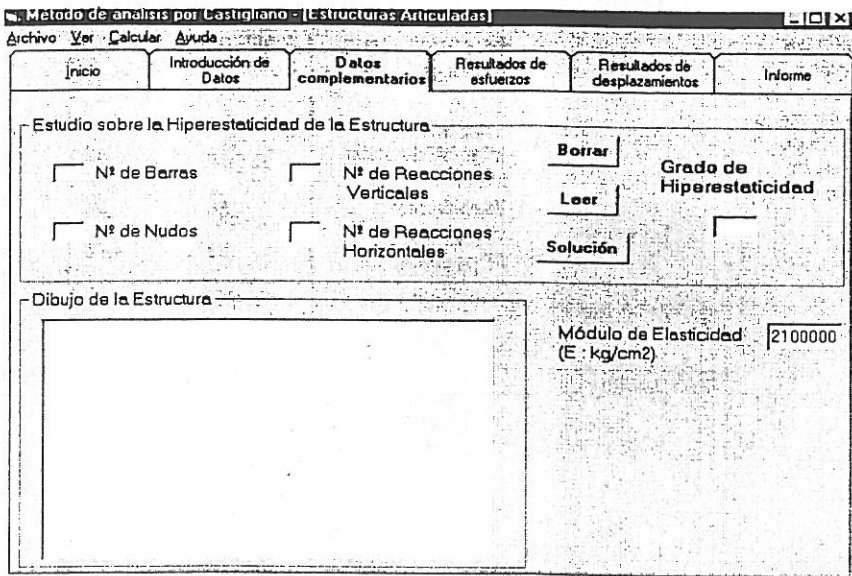 Metodo de analisis por Castigliano - [Estructuras Articuladas]
Archivo Ver Calcular Ayuda
Inicio
Introducción de
Datos
Datos
complementarios
Resultados de
esfuerzos
Resultados de
desplazamientos
Informe
Estudio sobre la Hiperestaticidad de la Estructura
Nº de Barras
Nº de Reacciones
Verticales
Nº de Nudos
Nº de Reacciones
Horizontales
Borrar
Leer
Solución
Grado de
Hiperestaticidad
Dibujo de la Estructura
Módulo de Elasticidad
(E : kg/cm2)
2100000